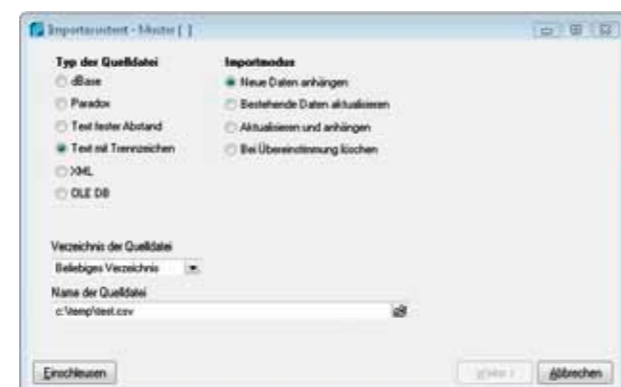 Importassistent - Muster [ ]
Typ der Quelldatei
dBase
Paradox
Text fester Abstand
Text mit Trennzeichen
XML
OLE DB
Importmodus
Neue Daten anhängen
Bestehende Daten aktualisieren
Aktualisieren und anhängen
Bei Übereinstimmung löschen
Verzeichnis der Quelldatei
Beliebiges Verzeichnis
Name der Quelldatei
c:\temp\test.csv
Einschleusen
Weiter >
Abbrechen